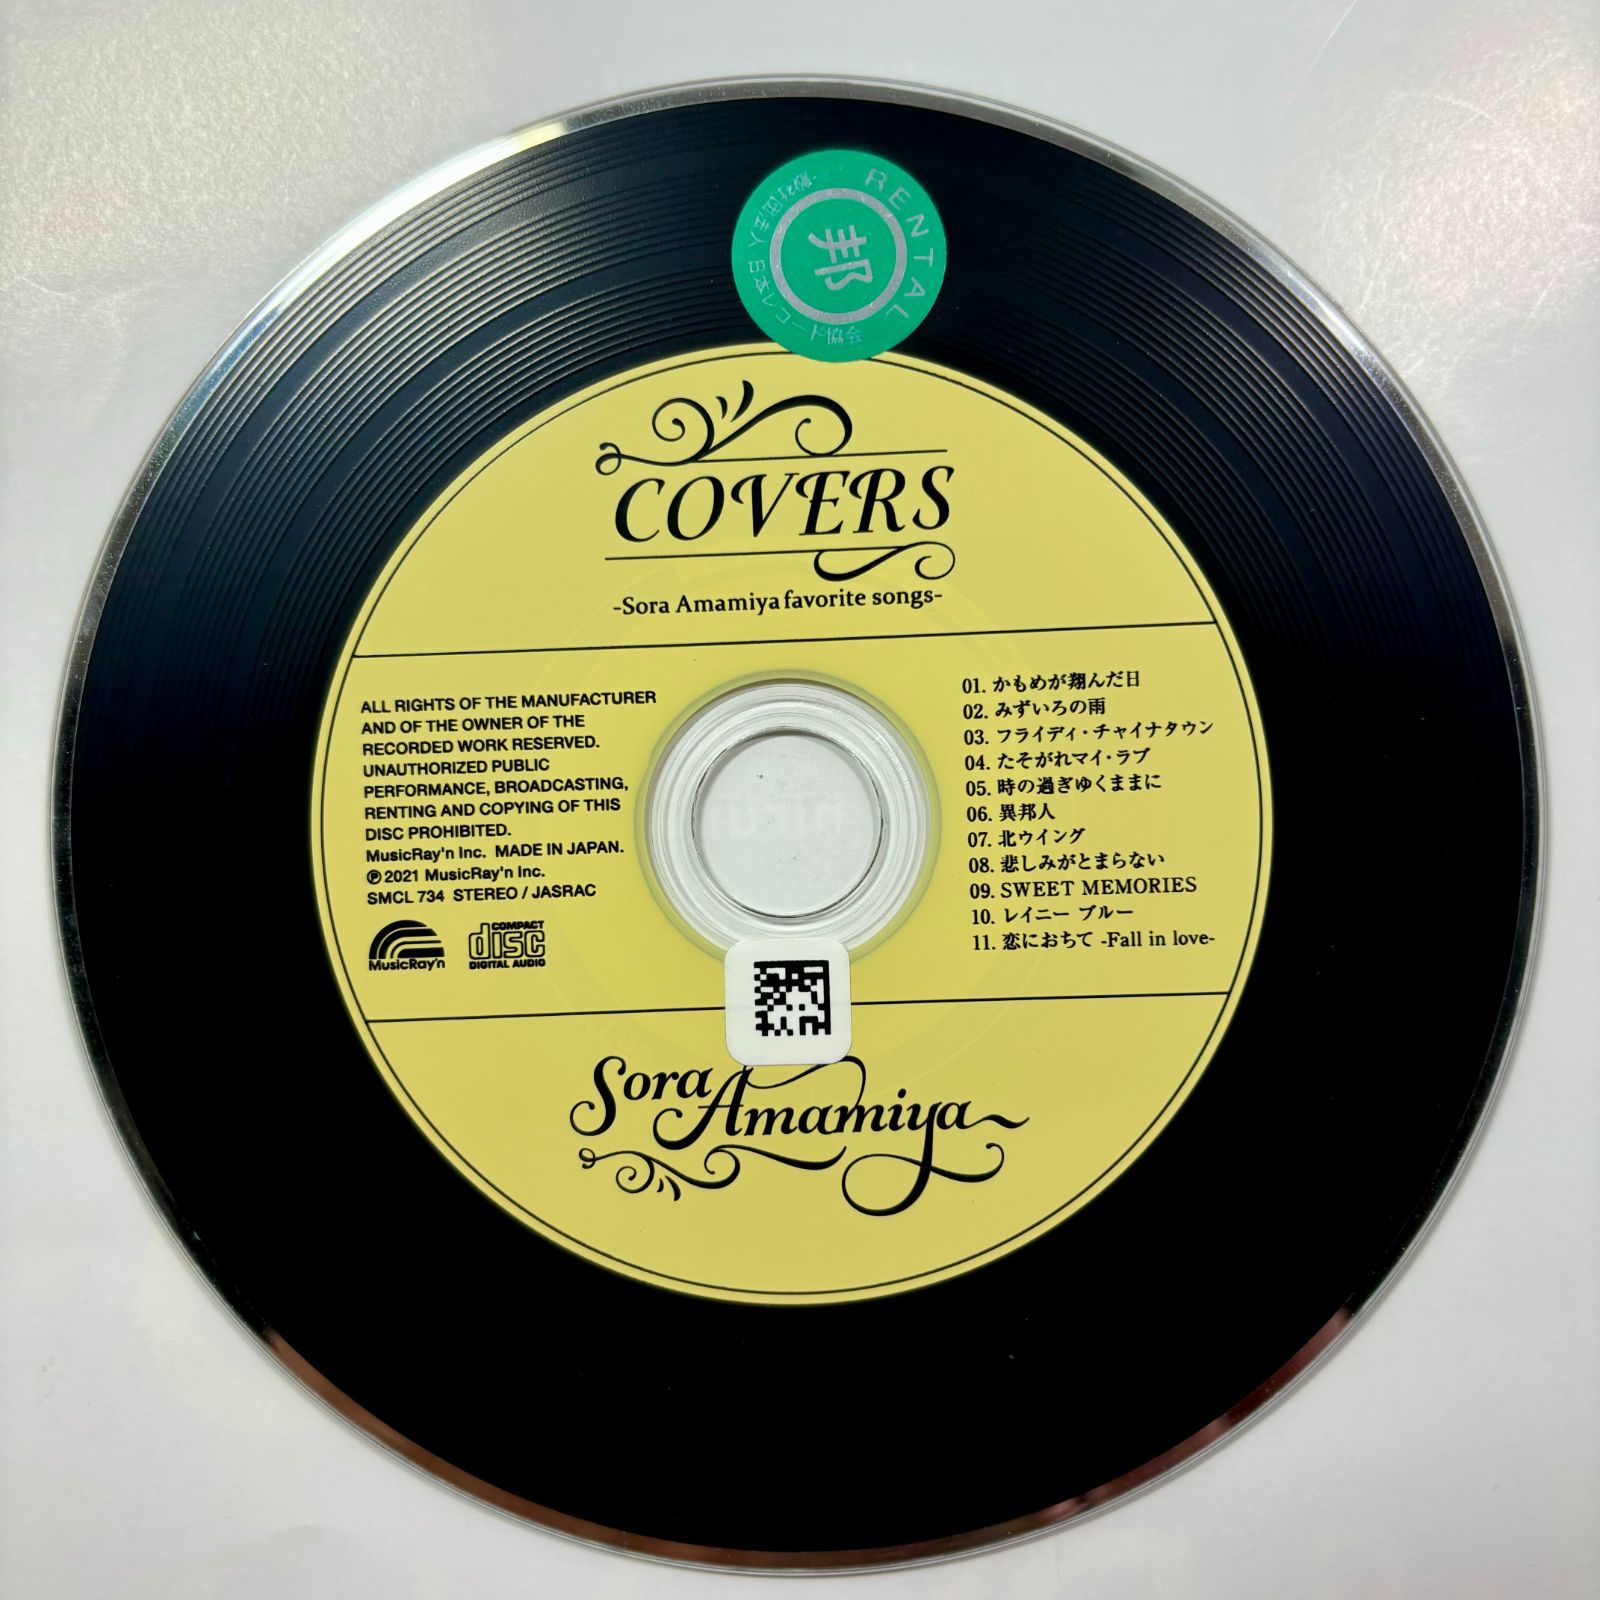 RENTAL
邦
一般社団法人 日本レコード協会
COVERS
-Sora Amamiya favorite songs-
ALL RIGHTS OF THE MANUFACTURER
AND OF THE OWNER OF THE
RECORDED WORK RESERVED.
UNAUTHORIZED PUBLIC
PERFORMANCE, BROADCASTING,
RENTING AND COPYING OF THIS
DISC PROHIBITED.
MusicRay'n Inc. MADE IN JAPAN.
Ⓟ 2021 MusicRay'n Inc.
SMCL 734 STEREO / JASRAC
MusicRay'n
COMPACT
disc
DIGITAL AUDIO
01. かもめが翔んだ日
02. みずいろの雨
03. フライディ・チャイナタウン
04. たそがれマイ・ラブ
05. 時の過ぎゆくままに
06. 異邦人
07. 北ウイング
08. 悲しみがとまらない
09. SWEET MEMORIES
10. レイニー ブルー
11. 恋におちて -Fall in love-
Sora Amamiya